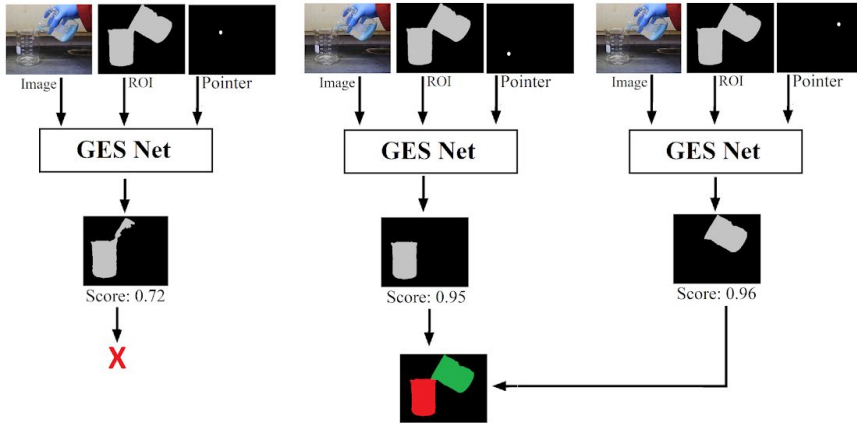 Image ROI Pointer
GES Net
Score: 0.72
X
Image ROI Pointer
GES Net
Score: 0.95
Image ROI Pointer
GES Net
Score: 0.96